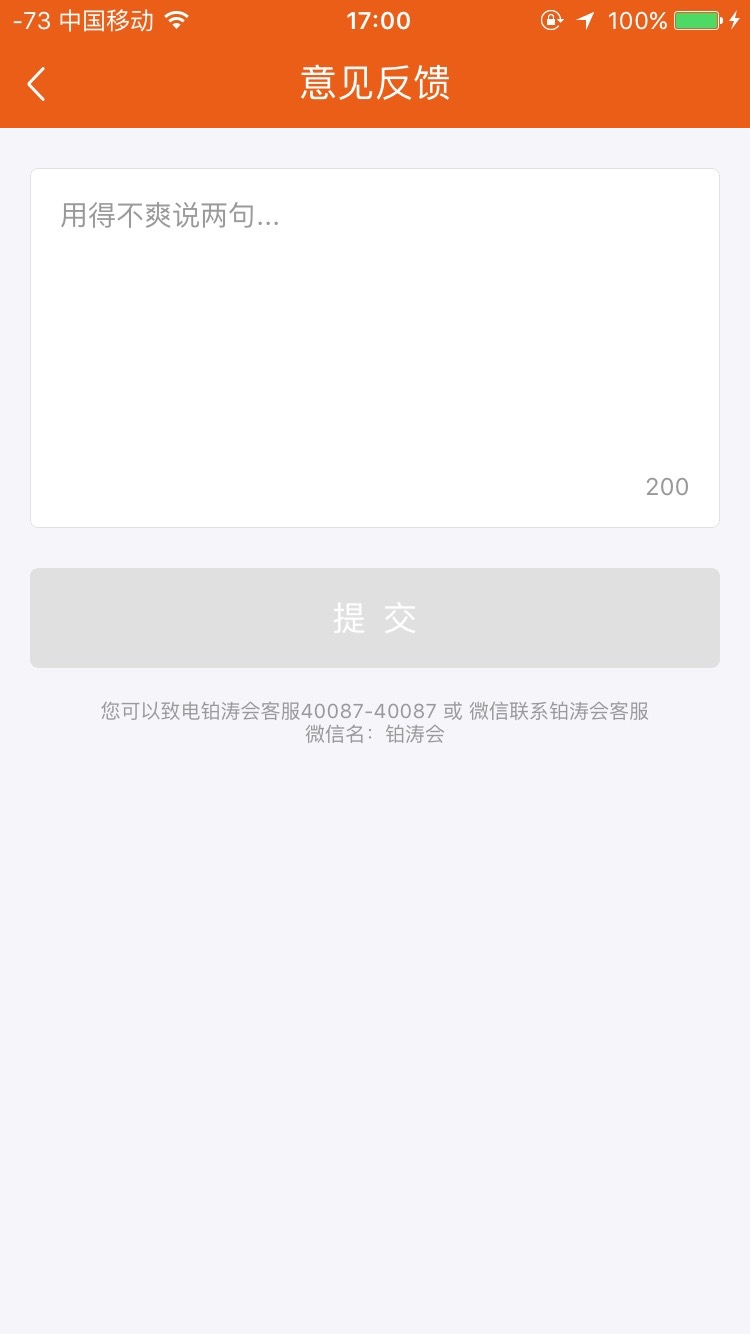 -73 中国移动 17:00 100%
意见反馈
用得不爽说两句...
200
提 交
您可以致电铂涛会客服40087-40087 或 微信联系铂涛会客服
微信名：铂涛会